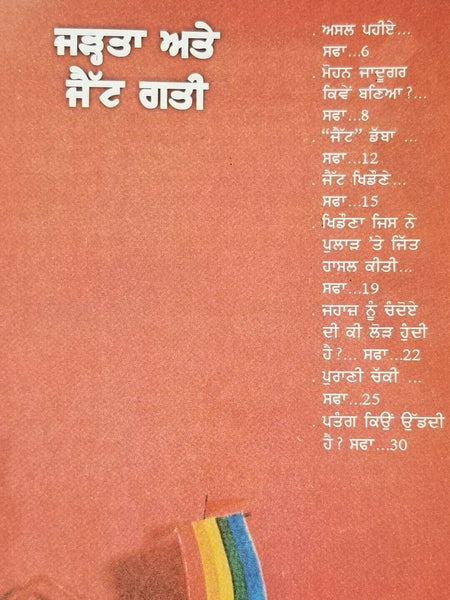 ਜੜ੍ਹਤਾ ਅਤੇ
ਜੈੱਟ ਗਤੀ
. ਅਸਲ ਪਹੀਏ...
ਸਫਾ...6
. ਮੋਹਨ ਜਾਦੂਗਰ
ਕਿਵੇਂ ਬਣਿਆ?...
ਸਫਾ...8
. “ਜੈੱਟ” ਡੱਬਾ ...
ਸਫਾ...12
. ਜੈੱਟ ਖਿਡੌਣੇ...
ਸਫਾ...15
. ਖਿਡੌਣਾ ਜਿਸ ਨੇ
ਪੁਲਾੜ 'ਤੇ ਜਿੱਤ
ਹਾਸਲ ਕੀਤੀ...
ਸਫਾ...19
. ਜਹਾਜ਼ ਨੂੰ ਚੰਦੋਏ
ਦੀ ਕੀ ਲੋੜ ਹੁੰਦੀ
ਹੈ?... ਸਫਾ...22
. ਪੁਰਾਣੀ ਚੱਕੀ ...
ਸਫਾ...25
. ਪਤੰਗ ਕਿਉਂ ਉੱਡਦੀ
ਹੈ? ਸਫਾ...30